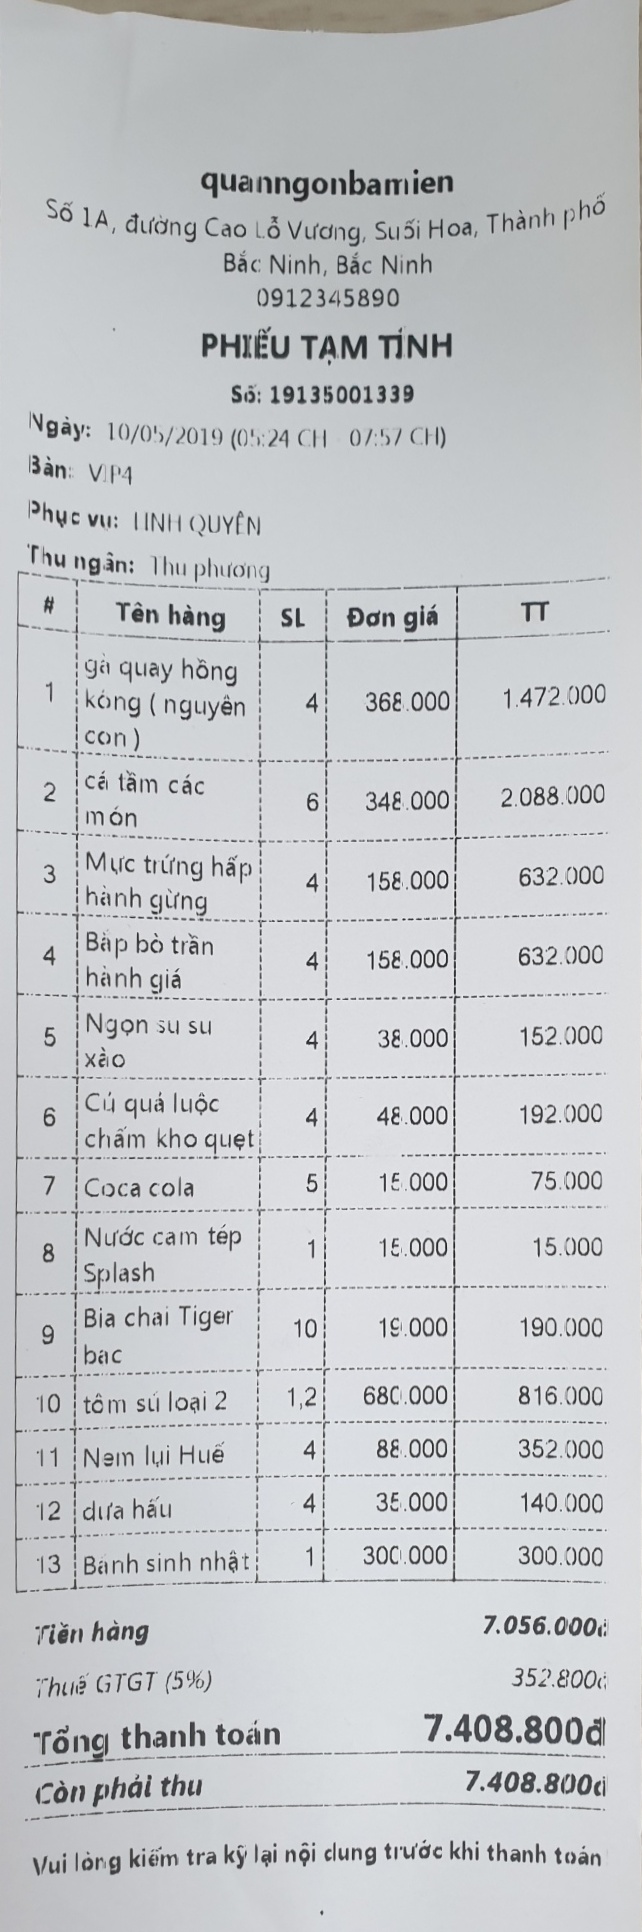 quanngonbamien
Số 1A, đường Cao Lỗ Vương, Suối Hoa, Thành phố
Bắc Ninh, Bắc Ninh
0912345890
PHIẾU TẠM TÍNH
Số: 19135001339
Ngày: 10/05/2019 (05:24 CH - 07:57 CH)
Bàn: VIP4
Phục vụ: LINH QUYÊN
Thu ngân: Thu phương
# Tên hàng SL Đơn giá TT
gà quay hồng
1 kông ( nguyên 4 368.000 1.472.000
con )
2 cá tầm các 6 348.000 2.088.000
món
3 Mực trứng hấp 4 158.000 632.000
hành gừng
4 Bắp bò trần 4 158.000 632.000
hành giá
5 Ngọn su su 4 38.000 152.000
xào
6 Củ quả luộc 4 48.000 192.000
chấm kho quẹt
7 Coca cola 5 15.000 75.000
8 Nước cam tép 1 15.000 15.000
Splash
9 Bia chai Tiger 10 19.000 190.000
bạc
10 tôm sú loại 2 1,2 680.000 816.000
11 Nem lụi Huế 4 88.000 352.000
12 dưa hấu 4 35.000 140.000
13 Bánh sinh nhật 1 300.000 300.000
Tiền hàng 7.056.000đ
Thuế GTGT (5%) 352.800đ
Tổng thanh toán 7.408.800đ
Còn phải thu 7.408.800đ
Vui lòng kiểm tra kỹ lại nội dung trước khi thanh toán